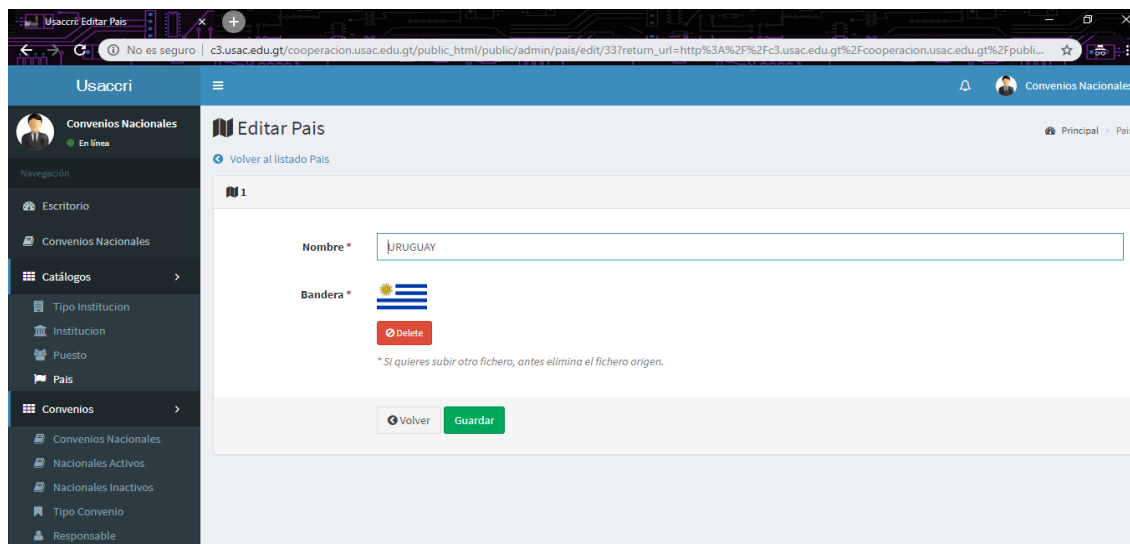 Usaccri: Editar Pais
No es seguro | c3.usac.edu.gt/cooperacion.usac.edu.gt/public_html/public/admin/pais/edit/33?return_url=http%3A%2F%2Fc3.usac.edu.gt%2Fcooperacion.usac.edu.gt%2Fpubli...
Usaccri
Convenios Nacionales
Convenios Nacionales
En línea
Navegación
Escritorio
Convenios Nacionales
Catálogos
Tipo Institucion
Institucion
Puesto
Pais
Convenios
Convenios Nacionales
Nacionales Activos
Nacionales Inactivos
Tipo Convenio
Responsable
Editar Pais
Principal > Pais
Volver al listado Pais
1
Nombre *
URUGUAY
Bandera *
Delete
* Si quieres subir otro fichero, antes elimina el fichero origen.
Volver
Guardar